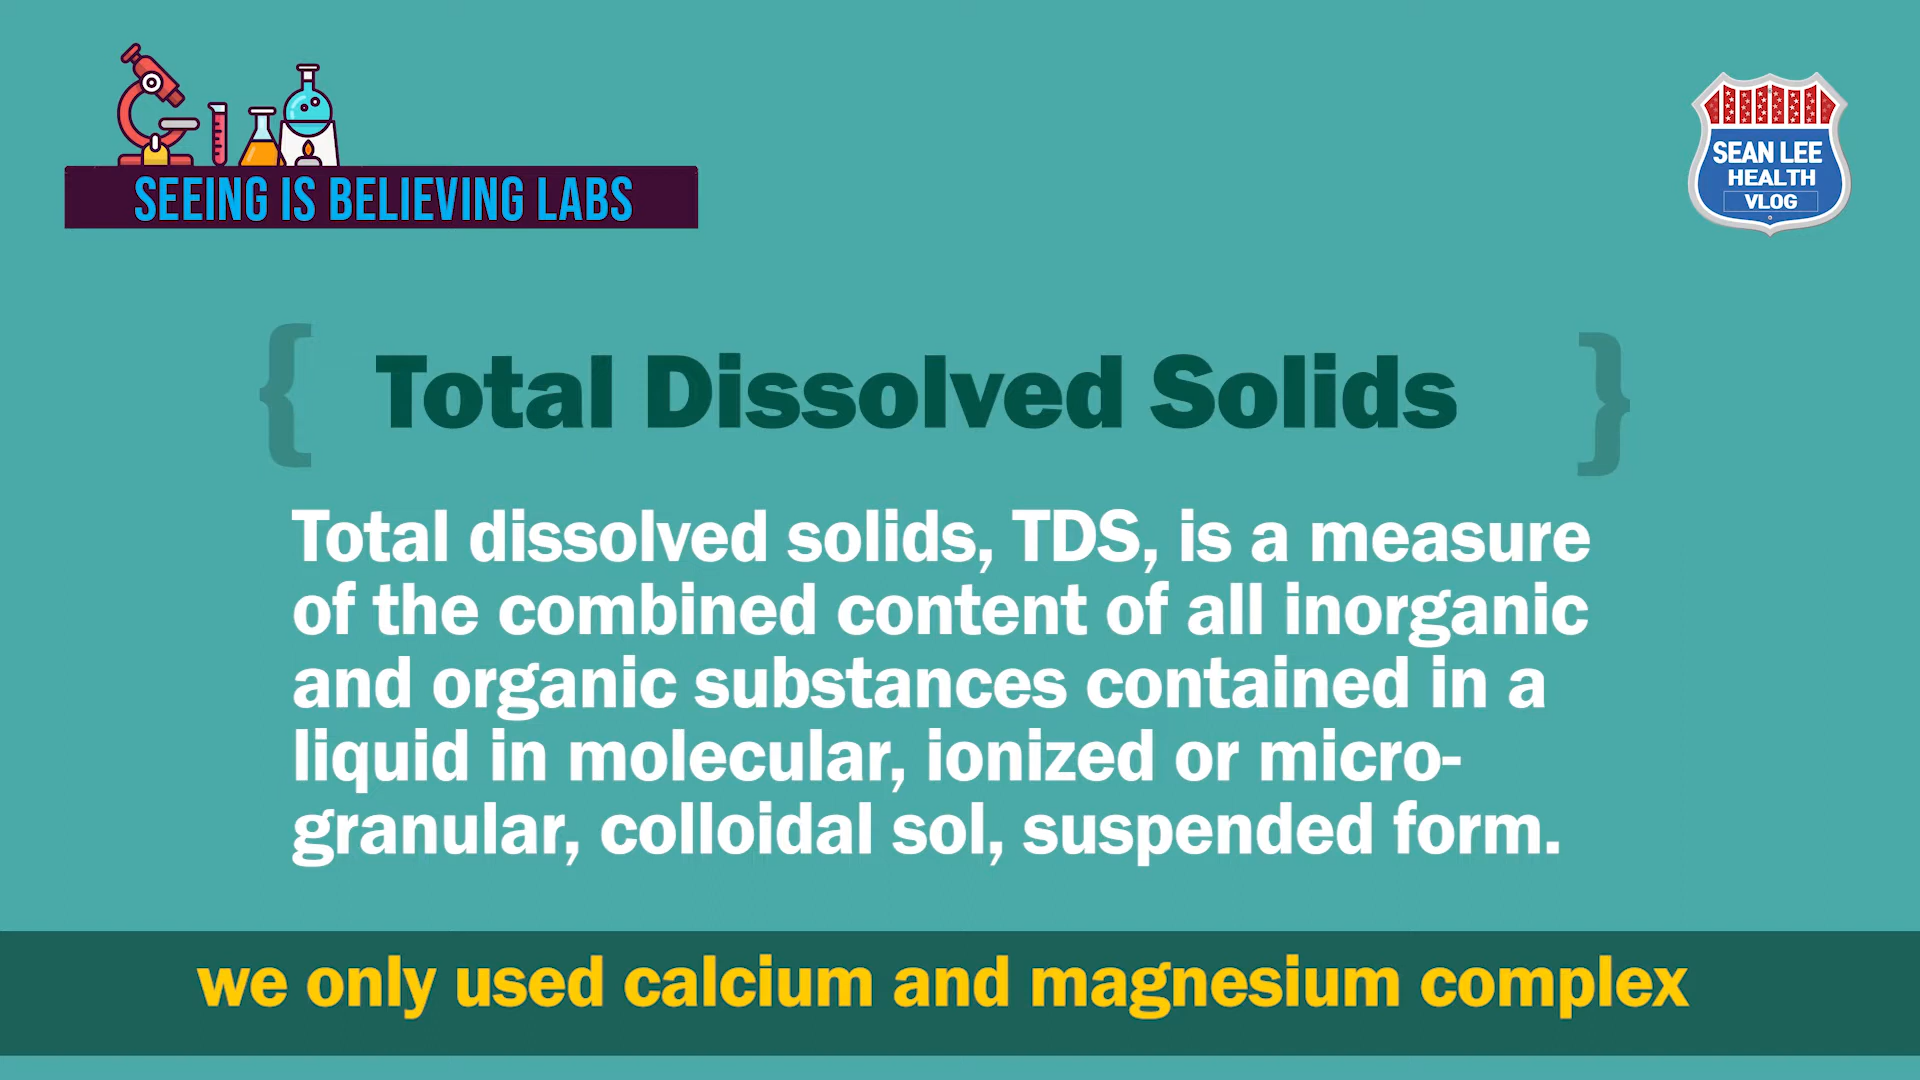 SEEING IS BELIEVING LABS
SEAN LEE
HEALTH
VLOG
{ Total Dissolved Solids }
Total dissolved solids, TDS, is a measure
of the combined content of all inorganic
and organic substances contained in a
liquid in molecular, ionized or micro-
granular, colloidal sol, suspended form.
we only used calcium and magnesium complex